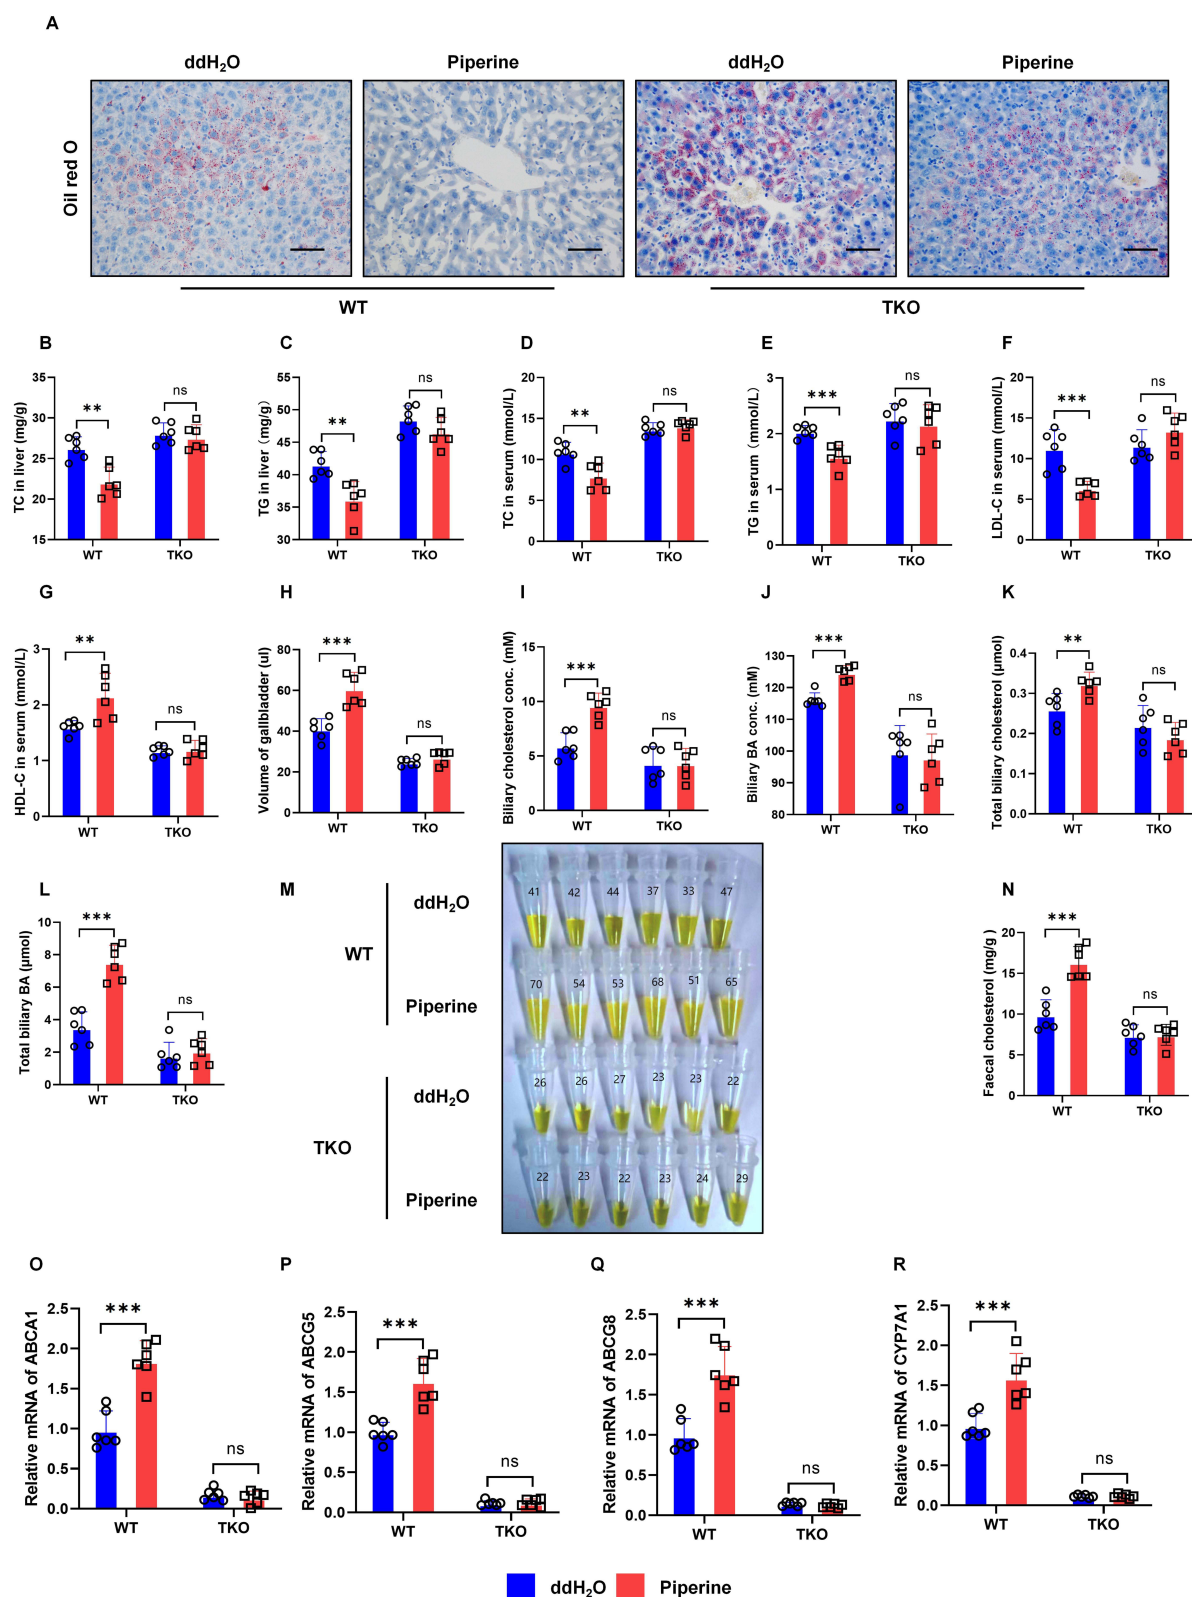 A
ddH₂O Piperine ddH₂O Piperine
Oil red O
WT TKO
B
TC in liver (mg/g)
35
30
25
20
15
**
ns
WT TKO
C
TG in liver (mg/g)
55
50
45
40
35
30
**
ns
WT TKO
D
TC in serum (mmol/L)
20
15
10
5
0
**
ns
WT TKO
E
TG in serum (mmol/L)
3
2
1
0
***
ns
WT TKO
F
LDL-C in serum (mmol/L)
20
15
10
5
0
***
ns
WT TKO
G
HDL-C in serum (mmol/L)
3
2
1
0
**
ns
WT TKO
H
Volume of gallbladder (ul)
80
60
40
20
0
***
ns
WT TKO
I
Biliary cholesterol conc. (mM)
15
10
5
0
***
ns
WT TKO
J
Biliary BA conc. (mM)
130
120
110
100
90
80
***
ns
WT TKO
K
Total biliary cholesterol (μmol)
0.4
0.3
0.2
0.1
0.0
**
ns
WT TKO
L
Total biliary BA (μmol)
10
8
6
4
2
0
***
ns
WT TKO
M
WT
ddH₂O
41 42 44 37 33 47
Piperine
70 54 53 68 51 65
TKO
ddH₂O
26 26 27 23 23 22
Piperine
22 23 22 23 24 29
N
Faecal cholesterol (mg/g )
20
15
10
5
0
***
ns
WT TKO
O
Relative mRNA of ABCA1
2.5
2.0
1.5
1.0
0.5
0.0
***
ns
WT TKO
P
Relative mRNA of ABCG5
2.5
2.0
1.5
1.0
0.5
0.0
***
ns
WT TKO
Q
Relative mRNA of ABCG8
2.5
2.0
1.5
1.0
0.5
0.0
***
ns
WT TKO
R
Relative mRNA of CYP7A1
2.5
2.0
1.5
1.0
0.5
0.0
***
ns
WT TKO
ddH₂O Piperine